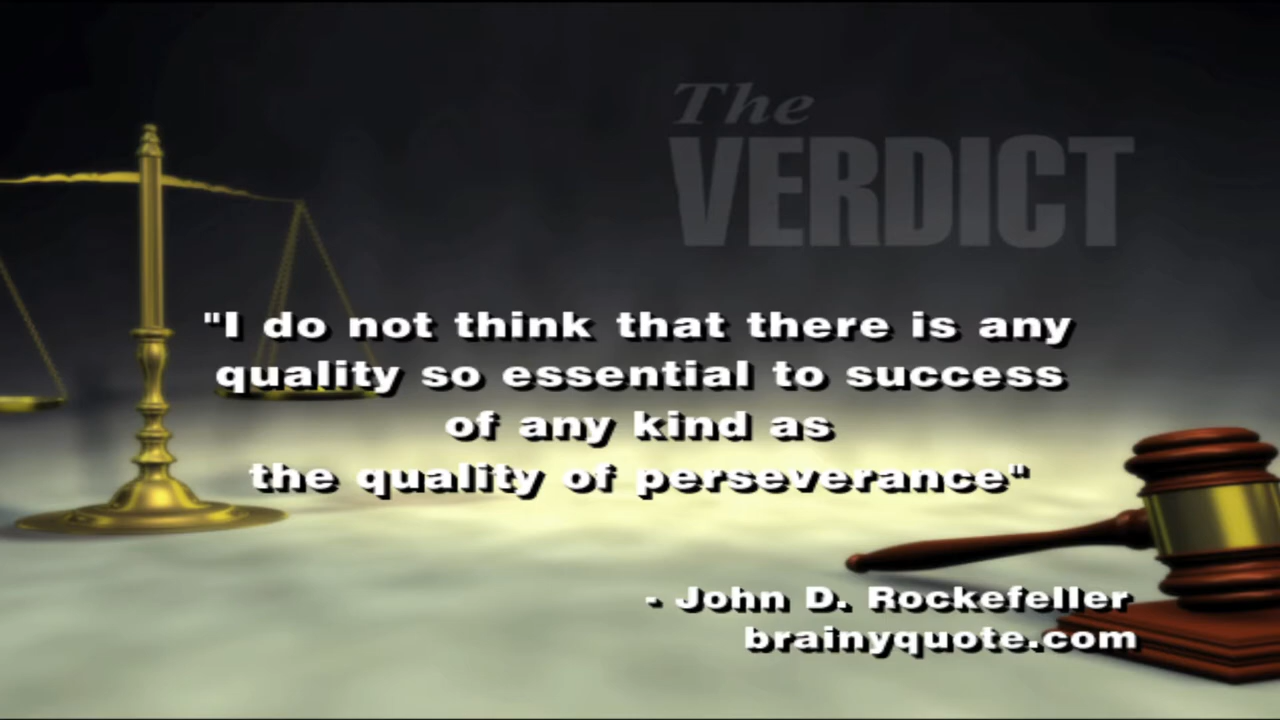 The
VERDICT
"I do not think that there is any
quality so essential to success
of any kind as
the quality of perseverance"
- John D. Rockefeller
brainyquote.com